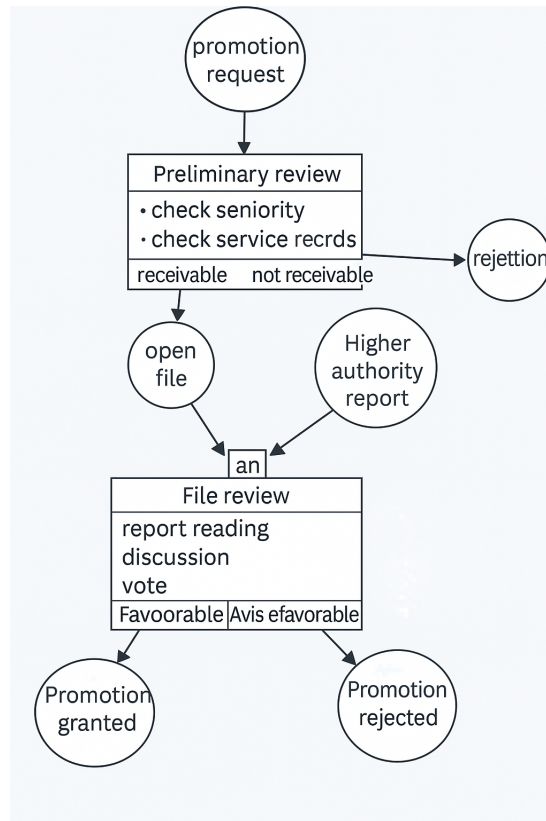 promotion
request
Preliminary review
• check seniority
• check service recrds
receivable not receivable
rejettion
open
file
Higher
authority
report
an
File review
report reading
discussion
vote
Favoorable
Avis efavorable
Promotion
granted
Promotion
rejected